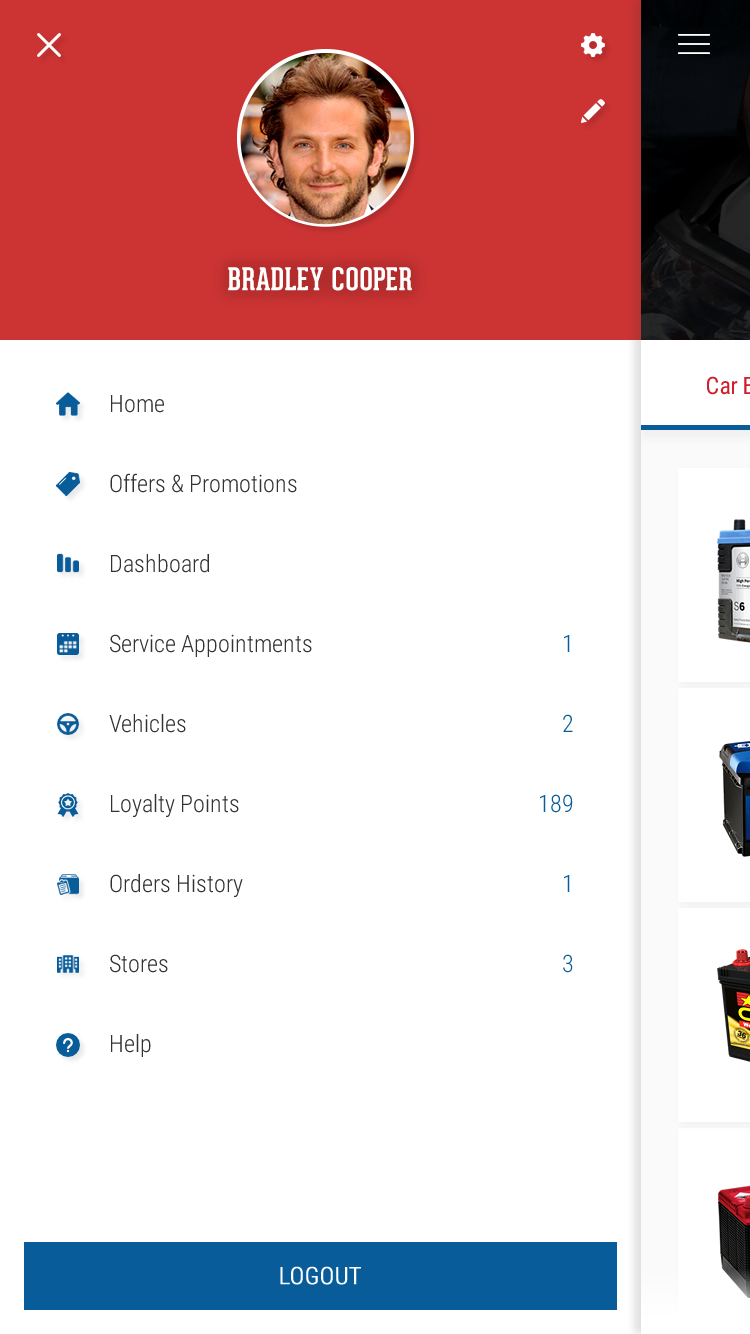 BRADLEY COOPER
Home
Offers & Promotions
Dashboard
Service Appointments 1
Vehicles 2
Loyalty Points 189
Orders History 1
Stores 3
Help
LOGOUT
Car
S6